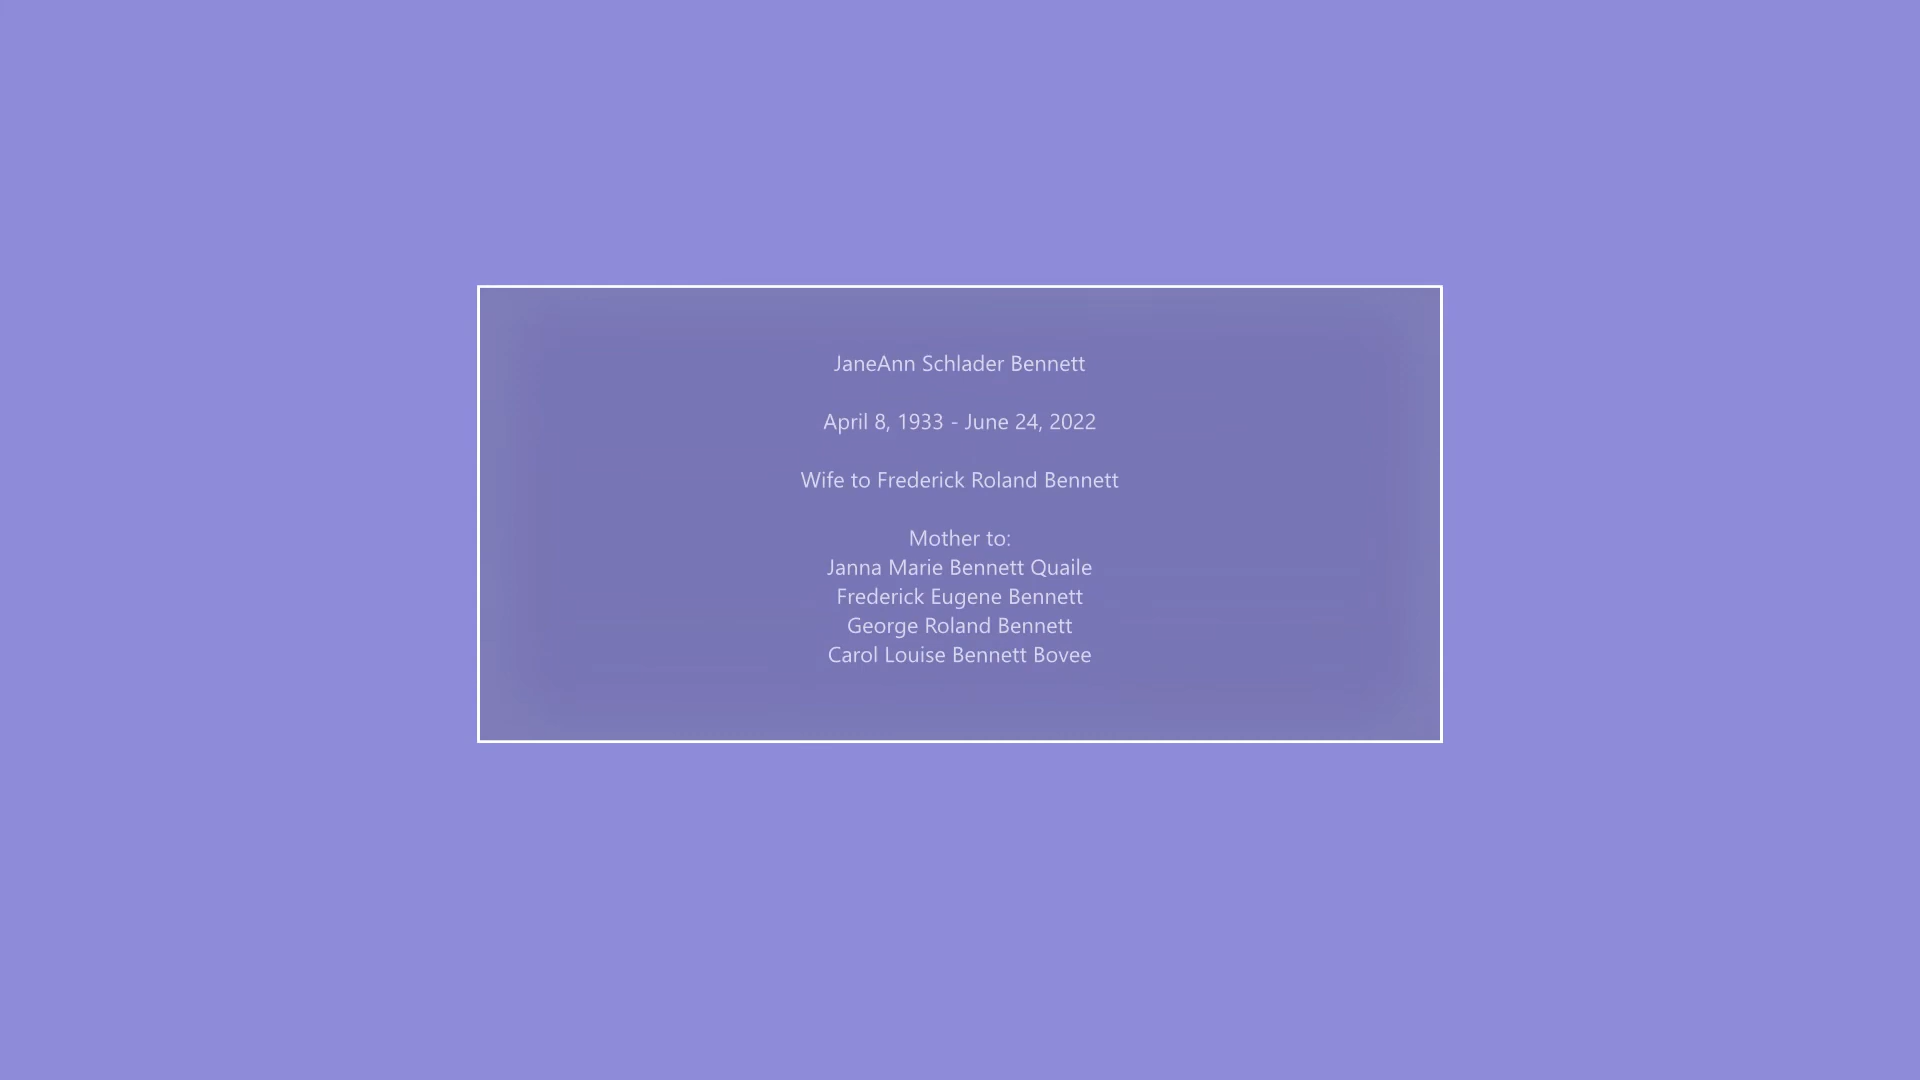 JaneAnn Schlader Bennett
April 8, 1933 - June 24, 2022
Wife to Frederick Roland Bennett
Mother to:
Janna Marie Bennett Quaile
Frederick Eugene Bennett
George Roland Bennett
Carol Louise Bennett Bovee